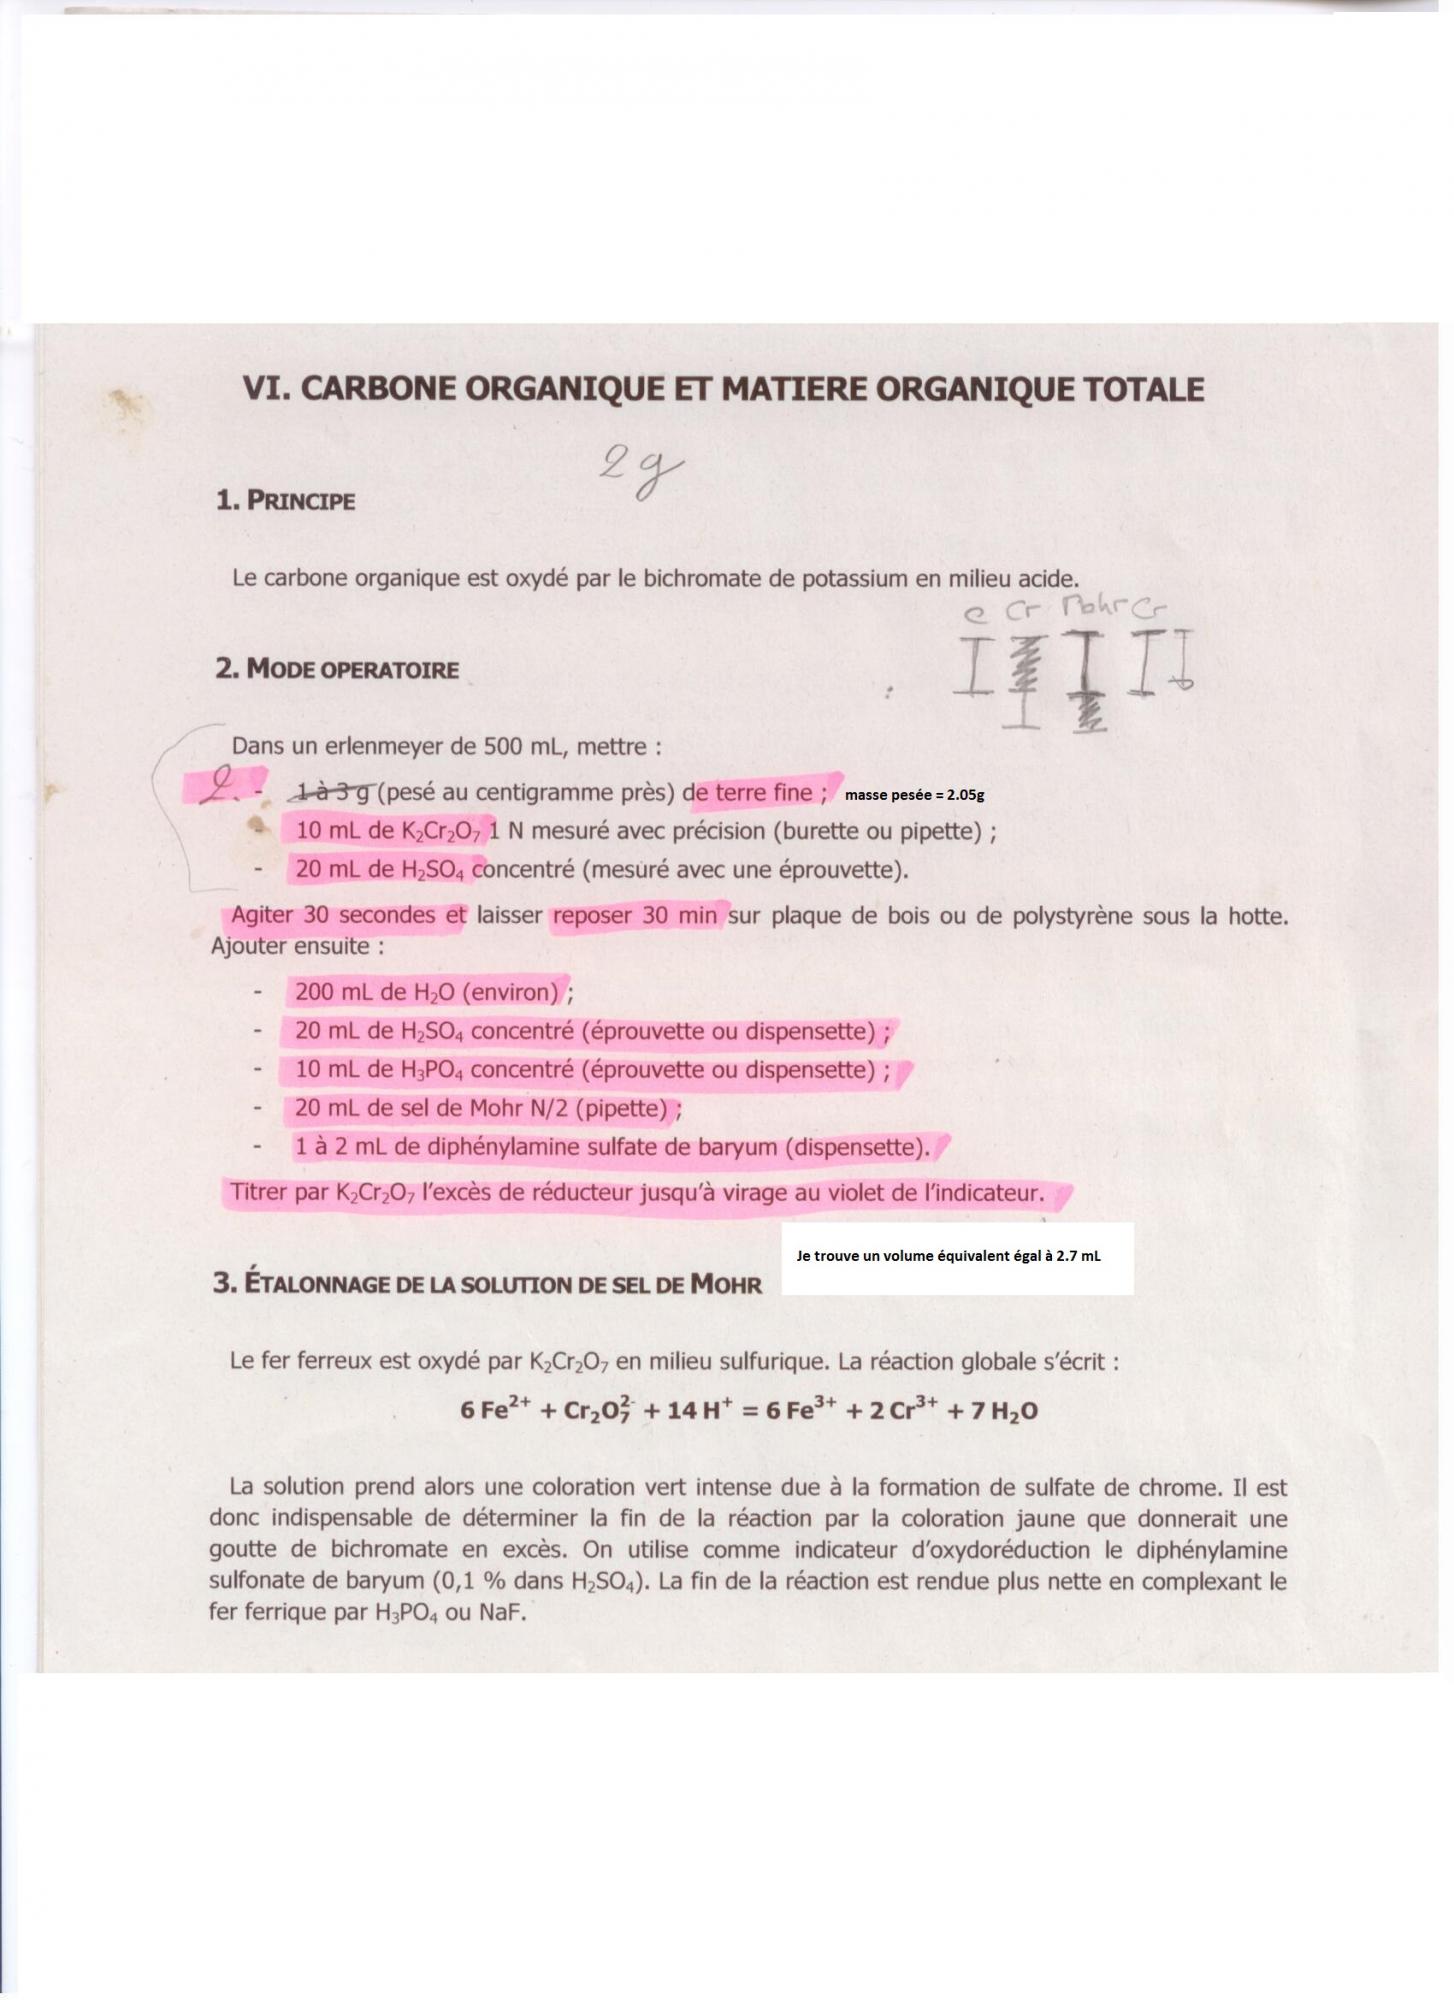 VI. CARBONE ORGANIQUE ET MATIERE ORGANIQUE TOTALE
2g
1. PRINCIPE
Le carbone organique est oxydé par le bichromate de potassium en milieu acide.
e Cr Mohr Cr
2. MODE OPERATOIRE
Dans un erlenmeyer de 500 mL, mettre :
2. - 1 à 3 g (pesé au centigramme près) de terre fine ; masse pesée = 2.05g
- 10 mL de K₂Cr₂O₇ 1 N mesuré avec précision (burette ou pipette) ;
- 20 mL de H₂SO₄ concentré (mesuré avec une éprouvette).
Agiter 30 secondes et laisser reposer 30 min sur plaque de bois ou de polystyrène sous la hotte.
Ajouter ensuite :
- 200 mL de H₂O (environ) ;
- 20 mL de H₂SO₄ concentré (éprouvette ou dispensette) ;
- 10 mL de H₃PO₄ concentré (éprouvette ou dispensette) ;
- 20 mL de sel de Mohr N/2 (pipette) ;
- 1 à 2 mL de diphénylamine sulfate de baryum (dispensette).
Titrer par K₂Cr₂O₇ l'excès de réducteur jusqu'à virage au violet de l'indicateur.
Je trouve un volume équivalent égal à 2.7 mL
3. ÉTALONNAGE DE LA SOLUTION DE SEL DE MOHR
Le fer ferreux est oxydé par K₂Cr₂O₇ en milieu sulfurique. La réaction globale s'écrit :
6 Fe²⁺ + Cr₂O₇²⁻ + 14 H⁺ = 6 Fe³⁺ + 2 Cr³⁺ + 7 H₂O
La solution prend alors une coloration vert intense due à la formation de sulfate de chrome. Il est
donc indispensable de déterminer la fin de la réaction par la coloration jaune que donnerait une
goutte de bichromate en excès. On utilise comme indicateur d'oxydoréduction le diphénylamine
sulfonate de baryum (0,1 % dans H₂SO₄). La fin de la réaction est rendue plus nette en complexant le
fer ferrique par H₃PO₄ ou NaF.